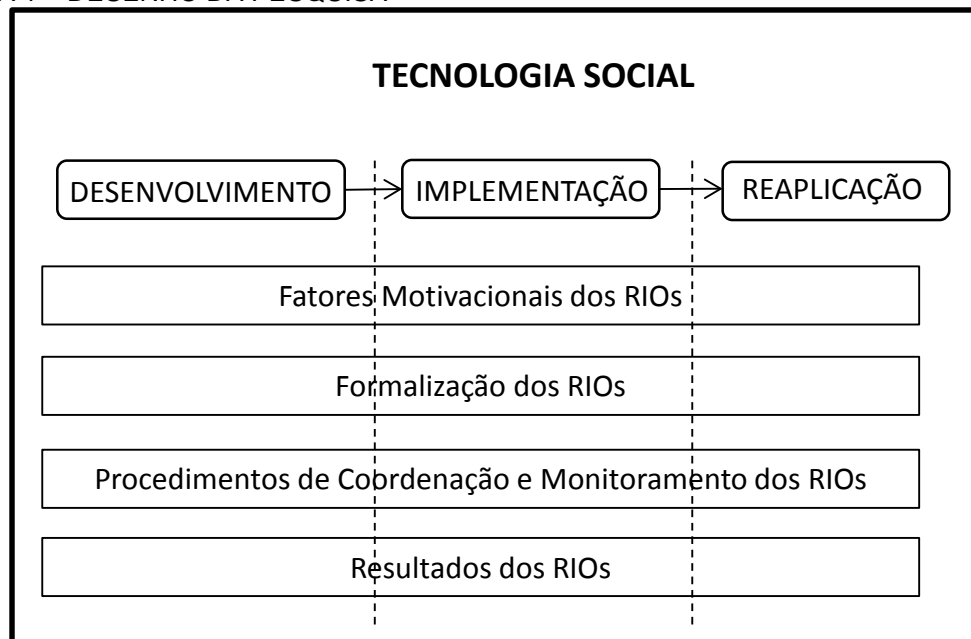 TECNOLOGIA SOCIAL
DESENVOLVIMENTO IMPLEMENTAÇÃO REAPLICAÇÃO
Fatores Motivacionais dos RIOs
Formalização dos RIOs
Procedimentos de Coordenação e Monitoramento dos RIOs
Resultados dos RIOs